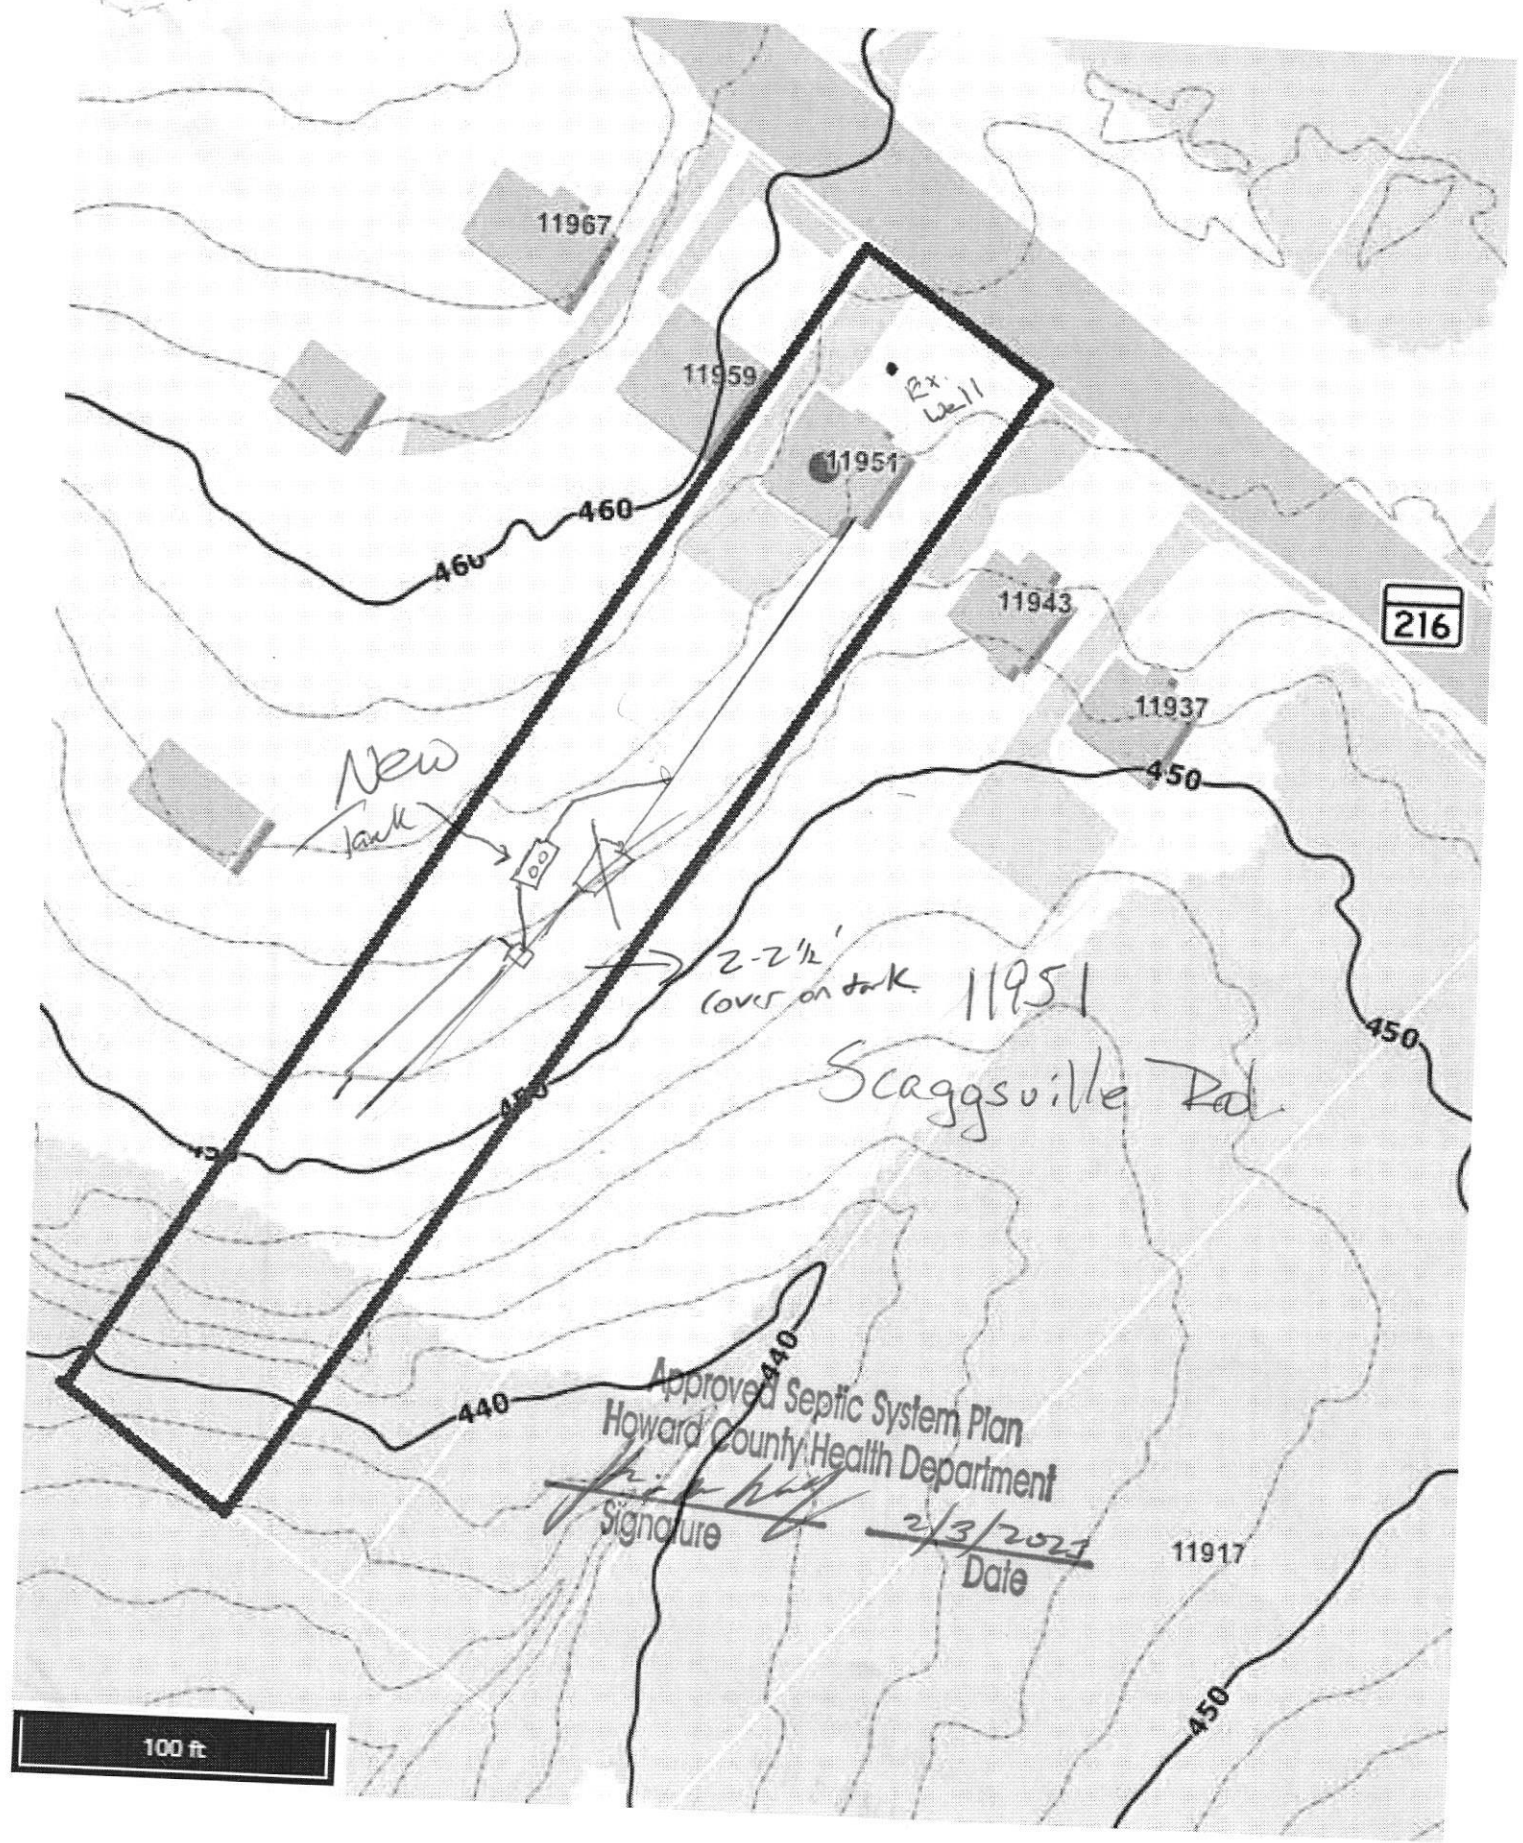 11967
11959
Ex.
Well
11951
460
460
11943
216
11937
450
New
Tank
2-2½'
cover on tank.
11951
Scaggsville Rd.
450
450
450
440
440
Approved Septic System Plan
Howard County Health Department
Signature
2/3/2021
Date
11917
450
100 ft